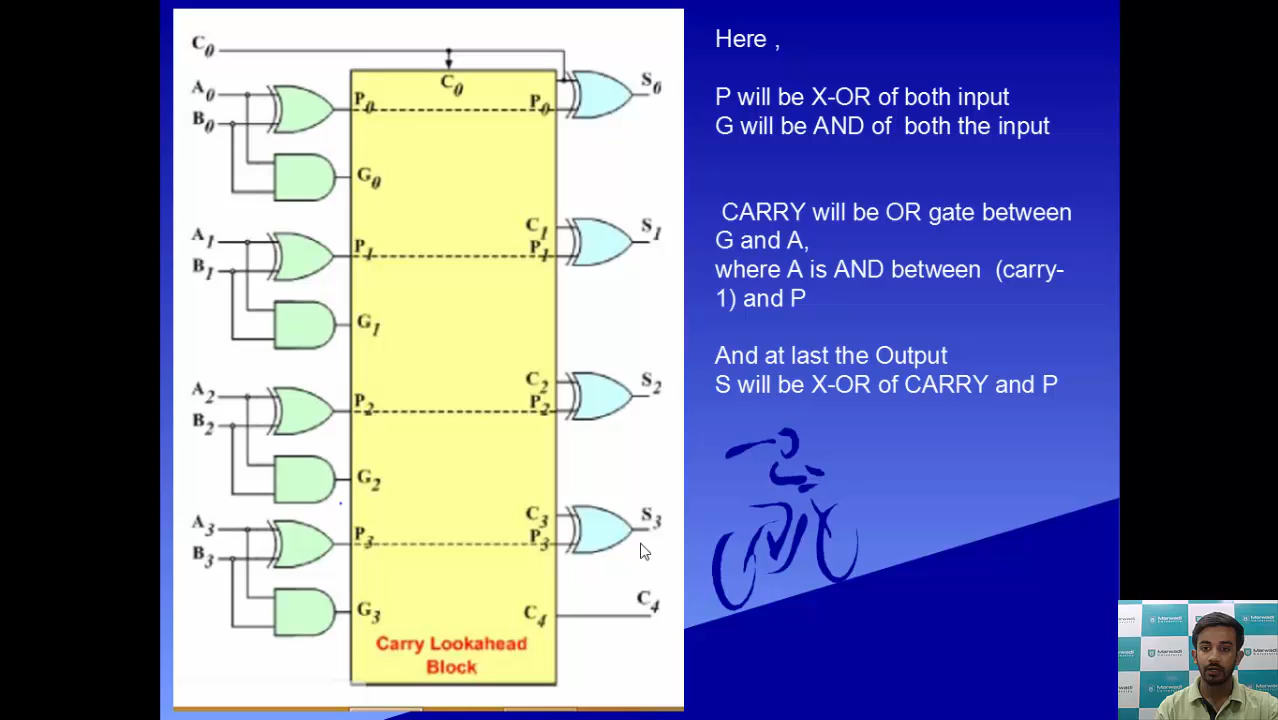 C0
A0
B0
P0
G0
C0
P0
S0
A1
B1
P1
G1
C1
P1
S1
A2
B2
P2
G2
C2
P2
S2
A3
B3
P3
G3
C3
P3
S3
C4
C4
Carry Lookahead
Block
Here ,
P will be X-OR of both input
G will be AND of both the input
CARRY will be OR gate between
G and A,
where A is AND between (carry-
1) and P
And at last the Output
S will be X-OR of CARRY and P
Marwadi
Marwadi
Marwadi